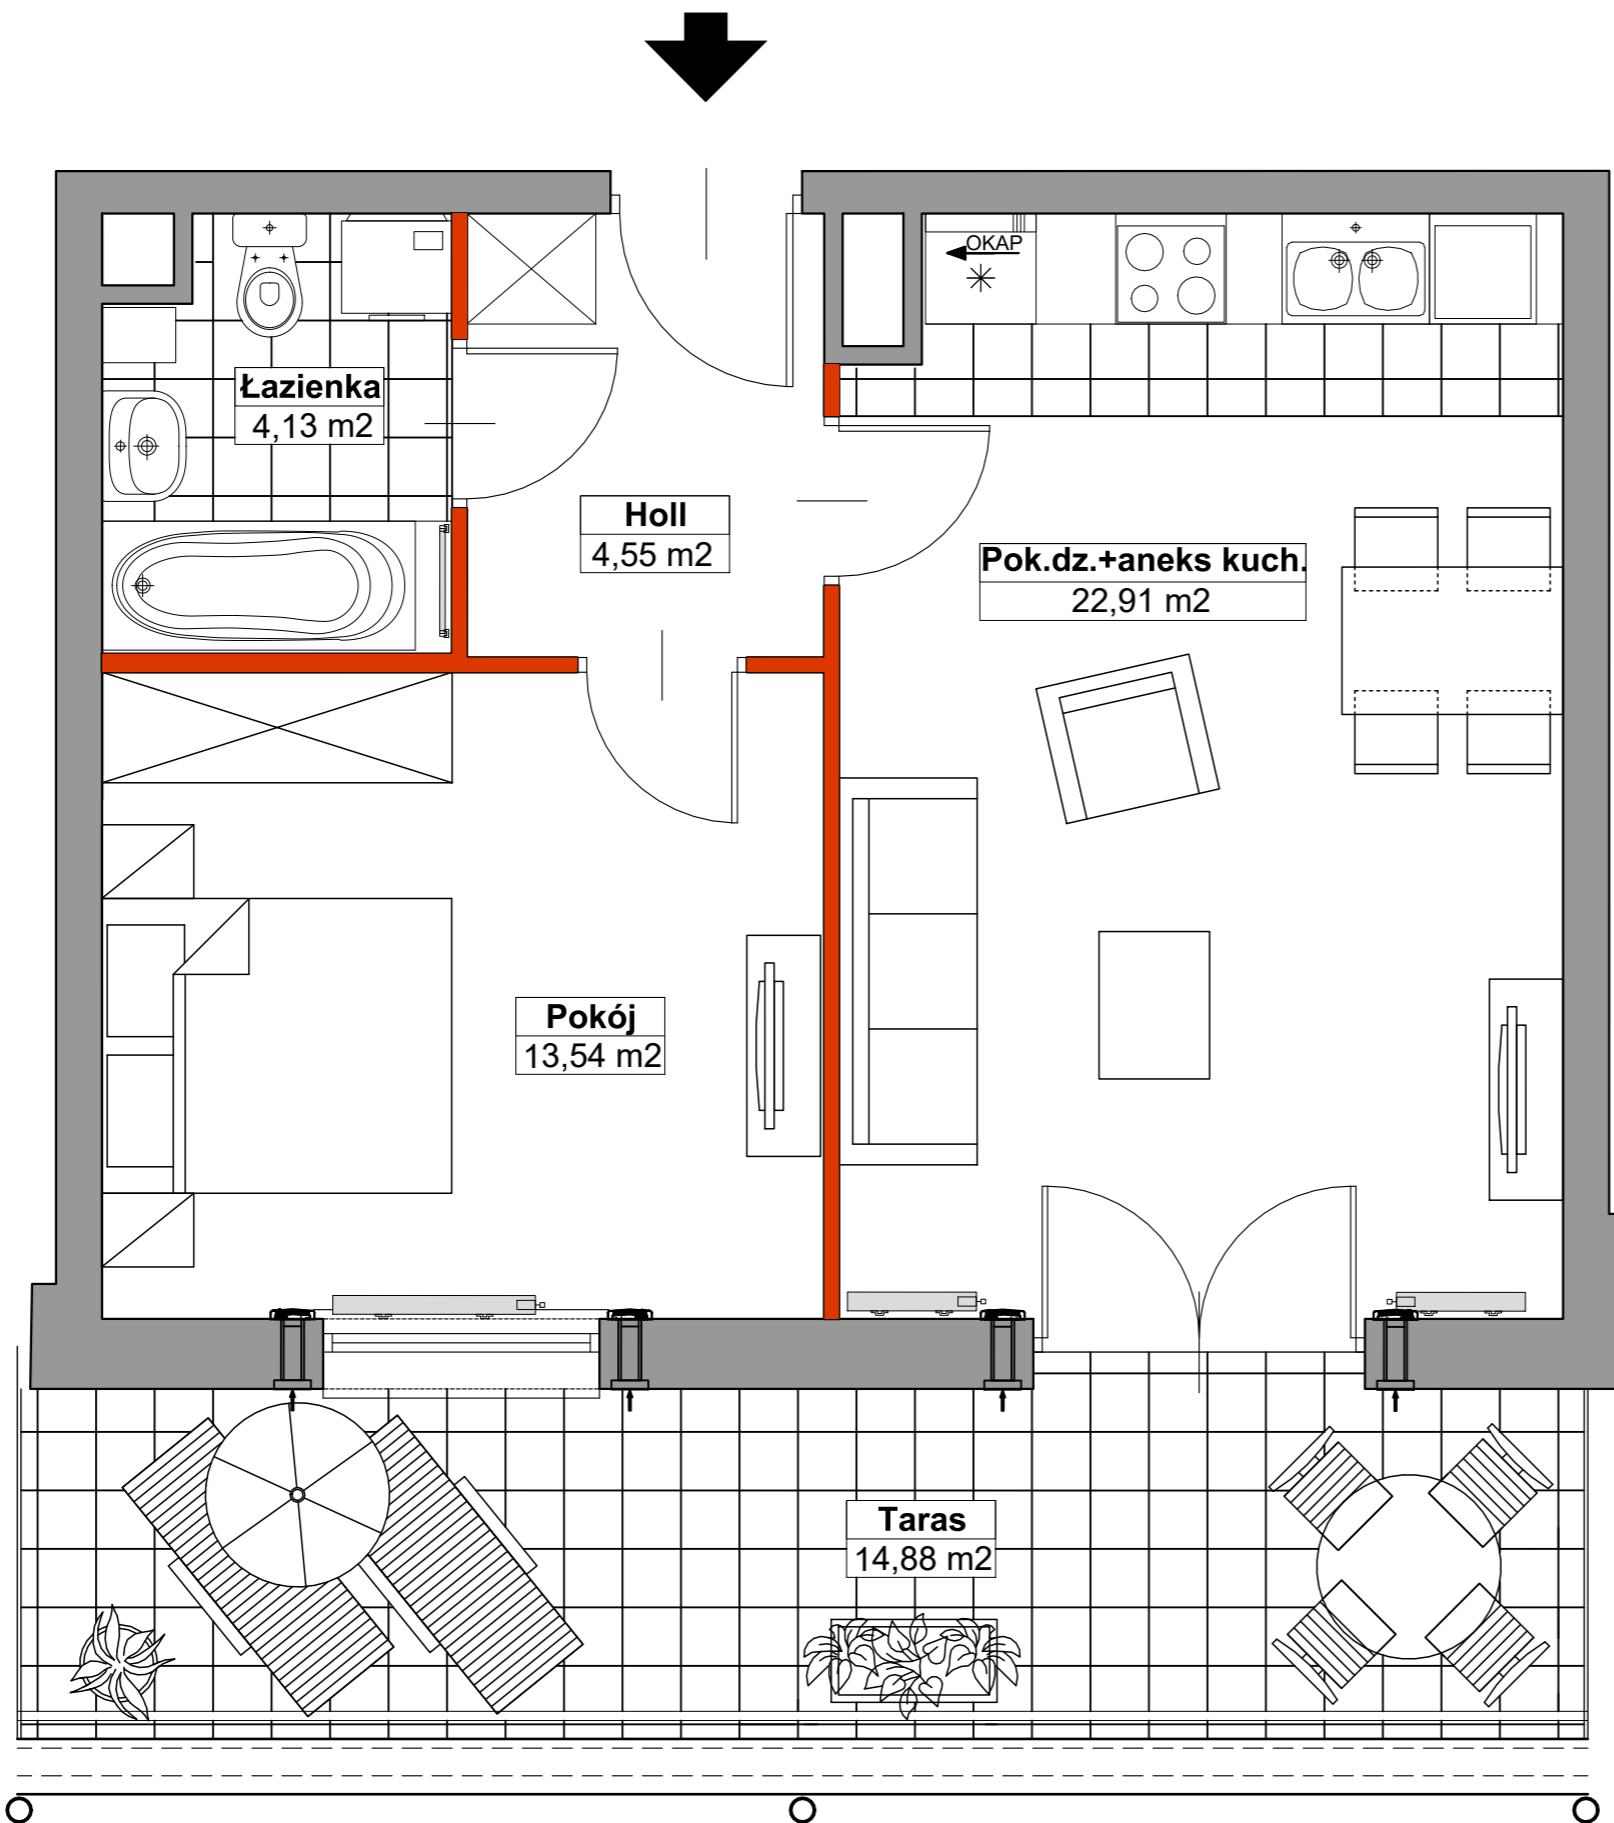 OKAP
Łazienka
4,13 m2
Holl
4,55 m2
Pok.dz.+aneks kuch.
22,91 m2
Pokój
13,54 m2
Taras
14,88 m2